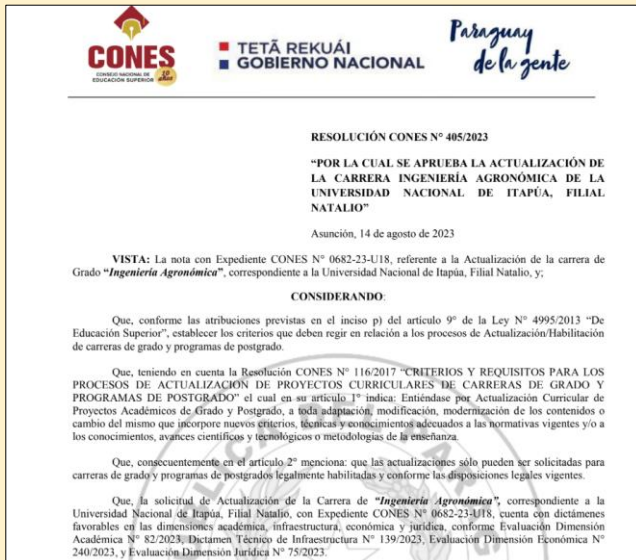 CONES
CONSEJO NACIONAL DE
EDUCACIÓN SUPERIOR
10
años
TETÃ REKUÁI
GOBIERNO NACIONAL
Paraguay
de la gente
RESOLUCIÓN CONES N° 405/2023
“POR LA CUAL SE APRUEBA LA ACTUALIZACIÓN DE
LA CARRERA INGENIERÍA AGRONÓMICA DE LA
UNIVERSIDAD NACIONAL DE ITAPÚA, FILIAL
NATALIO”
Asunción, 14 de agosto de 2023
VISTA: La nota con Expediente CONES N° 0682-23-U18, referente a la Actualización de la carrera de
Grado “Ingeniería Agronómica”, correspondiente a la Universidad Nacional de Itapúa, Filial Natalio, y;
CONSIDERANDO:
Que, conforme las atribuciones previstas en el inciso p) del artículo 9° de la Ley N° 4995/2013 “De
Educación Superior”, establecer los criterios que deben regir en relación a los procesos de Actualización/Habilitación
de carreras de grado y programas de postgrado.
Que, teniendo en cuenta la Resolución CONES N° 116/2017 “CRITERIOS Y REQUISITOS PARA LOS
PROCESOS DE ACTUALIZACIÓN DE PROYECTOS CURRICULARES DE CARRERAS DE GRADO Y
PROGRAMAS DE POSTGRADO” el cual en su artículo 1° indica: Entiéndase por Actualización Curricular de
Proyectos Académicos de Grado y Postgrado, a toda adaptación, modificación, modernización de los contenidos o
cambio del mismo que incorpore nuevos criterios, técnicas y conocimientos adecuados a las normativas vigentes y/o a
los conocimientos, avances científicos y tecnológicos o metodologías de la enseñanza.
Que, consecuentemente en el artículo 2° menciona: que las actualizaciones sólo pueden ser solicitadas para
carreras de grado y programas de postgrados legalmente habilitadas y conforme las disposiciones legales vigentes.
Que, la solicitud de Actualización de la Carrera de “Ingeniería Agronómica”, correspondiente a la
Universidad Nacional de Itapúa, Filial Natalio, con Expediente CONES N° 0682-23-U18, cuenta con dictámenes
favorables en las dimensiones académica, infraestructura, económica y jurídica, conforme Evaluación Dimensión
Académica N° 82/2023, Dictamen Técnico de Infraestructura N° 139/2023, Evaluación Dimensión Económica N°
240/2023, y Evaluación Dimensión Jurídica N° 75/2023.